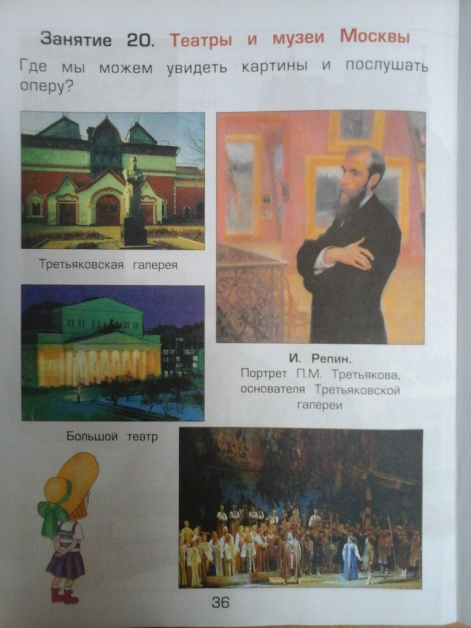 Занятие 20. Театры и музеи Москвы
Где мы можем увидеть картины и послушать
оперу?
Третьяковская галерея
И. Репин.
Портрет П.М. Третьякова,
основателя Третьяковской
галереи
Большой театр
36